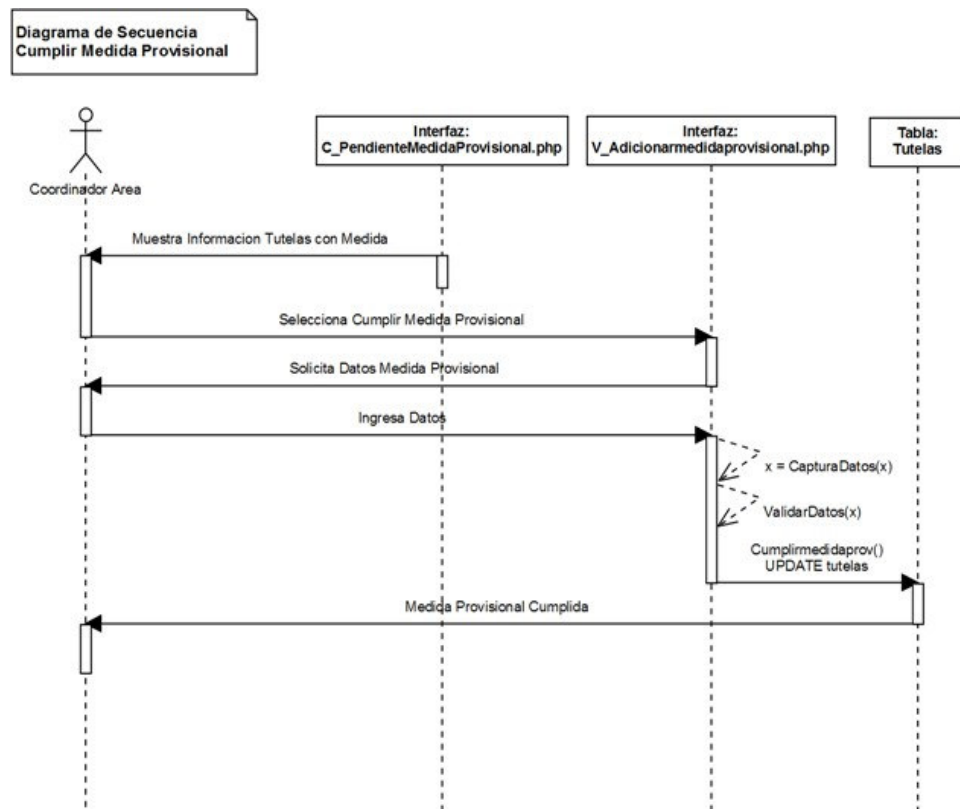 Diagrama de Secuencia
Cumplir Medida Provisional
Coordinador Area
Interfaz:
C_PendienteMedidaProvisional.php
Interfaz:
V_Adicionarmedidaprovisional.php
Tabla:
Tutelas
Muestra Informacion Tutelas con Medida
Selecciona Cumplir Medida Provisional
Solicita Datos Medida Provisional
Ingresa Datos
x = CapturaDatos(x)
ValidarDatos(x)
Cumplirmedidaprov()
UPDATE tutelas
Medida Provisional Cumplida